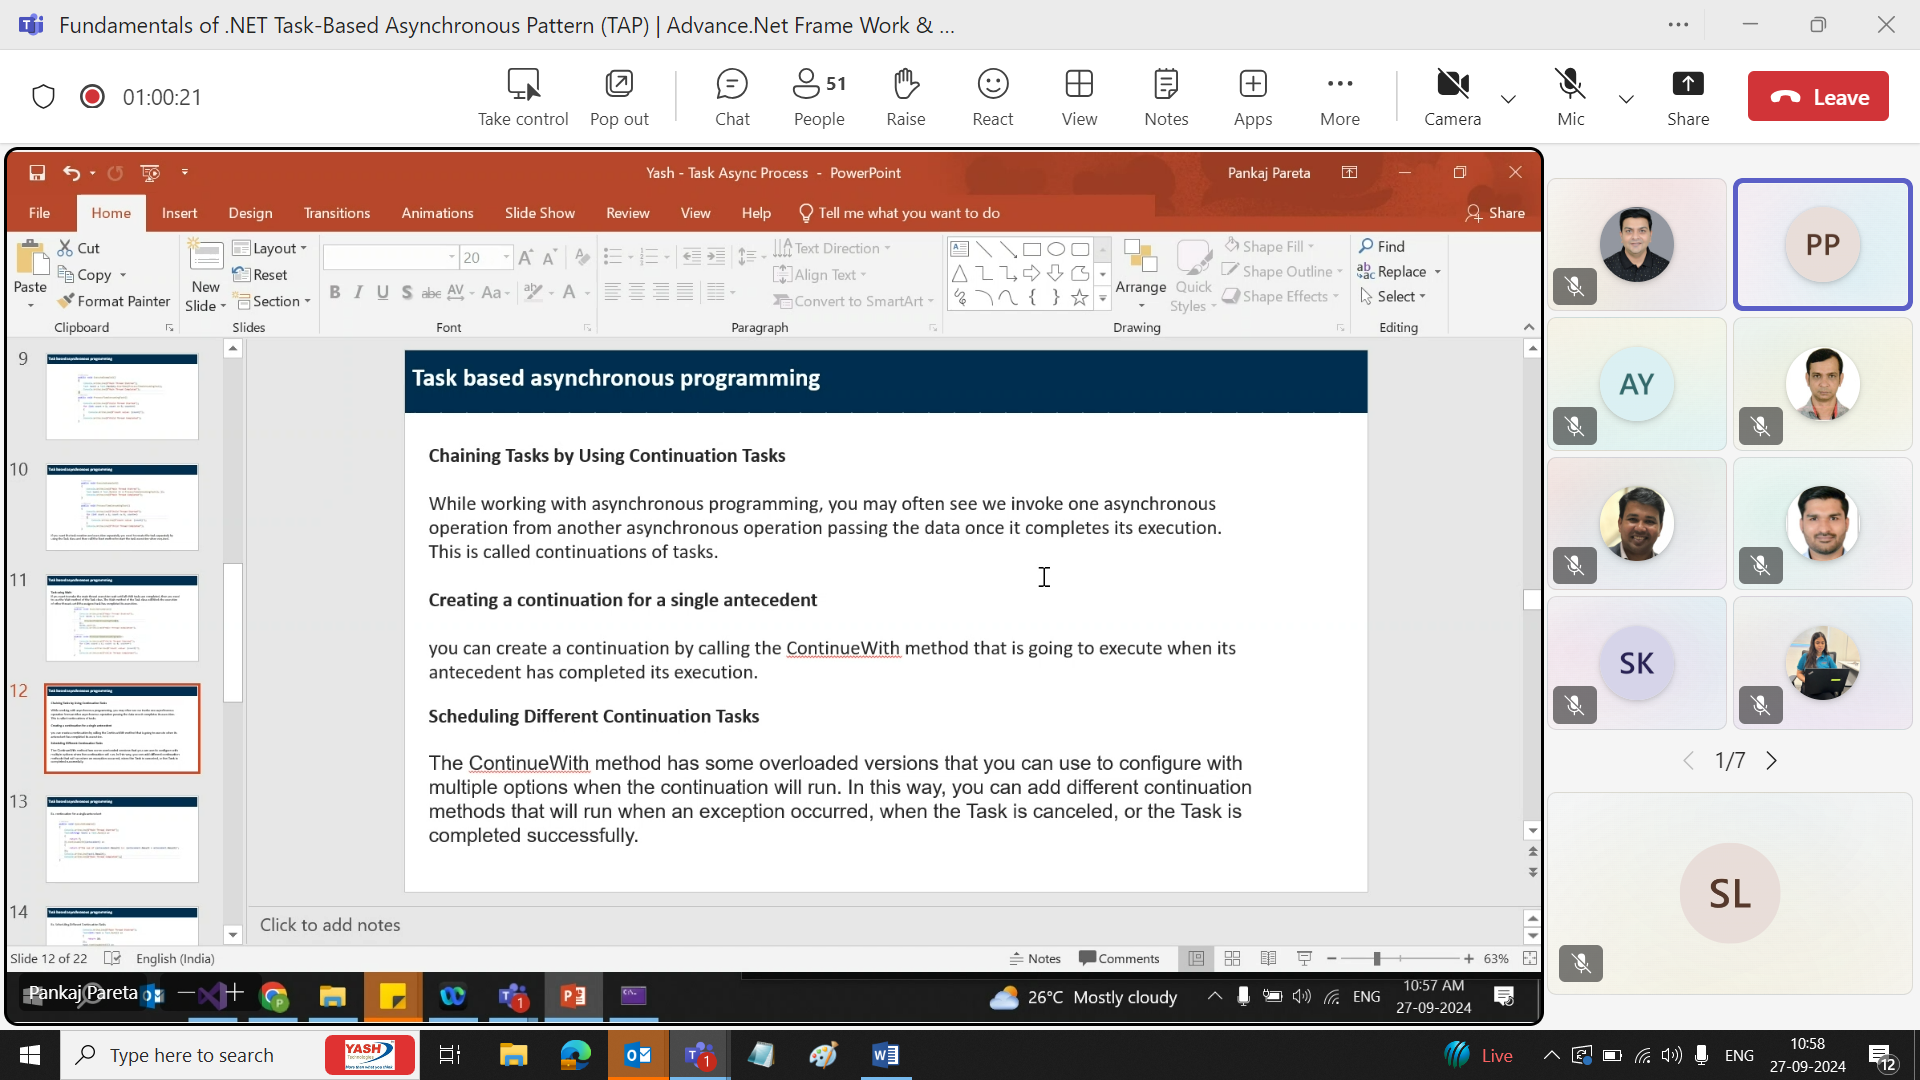 Fundamentals of .NET Task-Based Asynchronous Pattern (TAP) | Advance.Net Frame Work & ...
01:00:21
Take control
Pop out
Chat
51
People
Raise
React
View
Notes
Apps
More
Camera
Mic
Share
Leave
Yash - Task Async Process - PowerPoint
Pankaj Pareta
File
Home
Insert
Design
Transitions
Animations
Slide Show
Review
View
Help
Tell me what you want to do
Share
Paste
Cut
Copy
Format Painter
Clipboard
New
Slide
Layout
Reset
Section
Slides
20
Font
Text Direction
Align Text
Convert to SmartArt
Paragraph
Arrange
Quick
Styles
Shape Fill
Shape Outline
Shape Effects
Drawing
Find
Replace
Select
Editing
9
10
11
12
13
14
Task based asynchronous programming
Chaining Tasks by Using Continuation Tasks
While working with asynchronous programming, you may often see we invoke one asynchronous
operation from another asynchronous operation passing the data once it completes its execution.
This is called continuations of tasks.
Creating a continuation for a single antecedent
you can create a continuation by calling the ContinueWith method that is going to execute when its
antecedent has completed its execution.
Scheduling Different Continuation Tasks
The ContinueWith method has some overloaded versions that you can use to configure with
multiple options when the continuation will run. In this way, you can add different continuation
methods that will run when an exception occurred, when the Task is canceled, or the Task is
completed successfully.
Click to add notes
Slide 12 of 22
English (India)
Notes
Comments
63%
Pankaj Pareta
26°C Mostly cloudy
ENG
10:57 AM
27-09-2024
PP
AY
SK
1/7
SL
Type here to search
YASH
Technologies
Live
ENG
10:58
27-09-2024
12